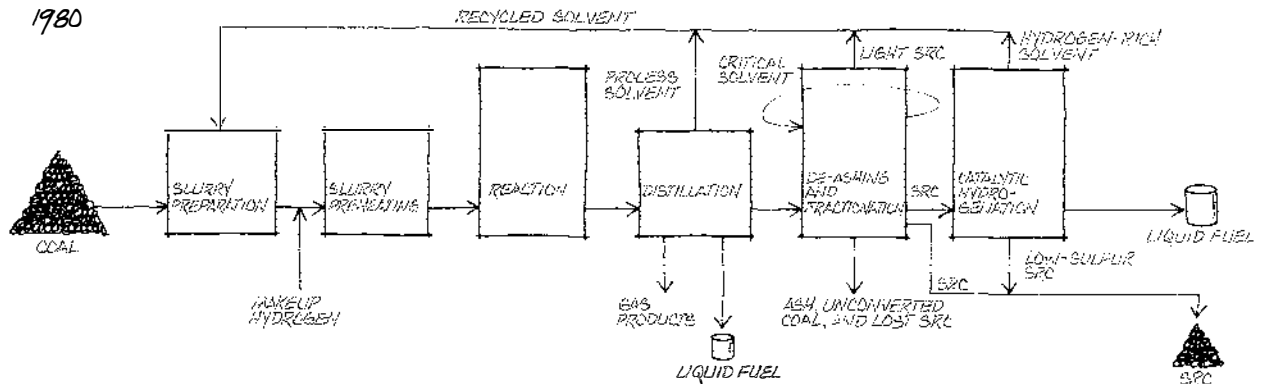 1980
RECYCLED SOLVENT
PROCESS
SOLVENT
CRITICAL
SOLVENT
LIGHT SRC
HYDROGEN-RICH
SOLVENT
SLURRY
PREPARATION
SLURRY
PREHEATING
REACTION
DISTILLATION
DE-ASHING
AND
FRACTIONATION
SRC
CATALYTIC
HYDRO-
GENATION
COAL
LIQUID FUEL
MAKEUP
HYDROGEN
GAS
PRODUCTS
ASH, UNCONVERTED
COAL, AND LOST SRC
SRC
LOW-SULFUR
SRC
LIQUID FUEL
SRC